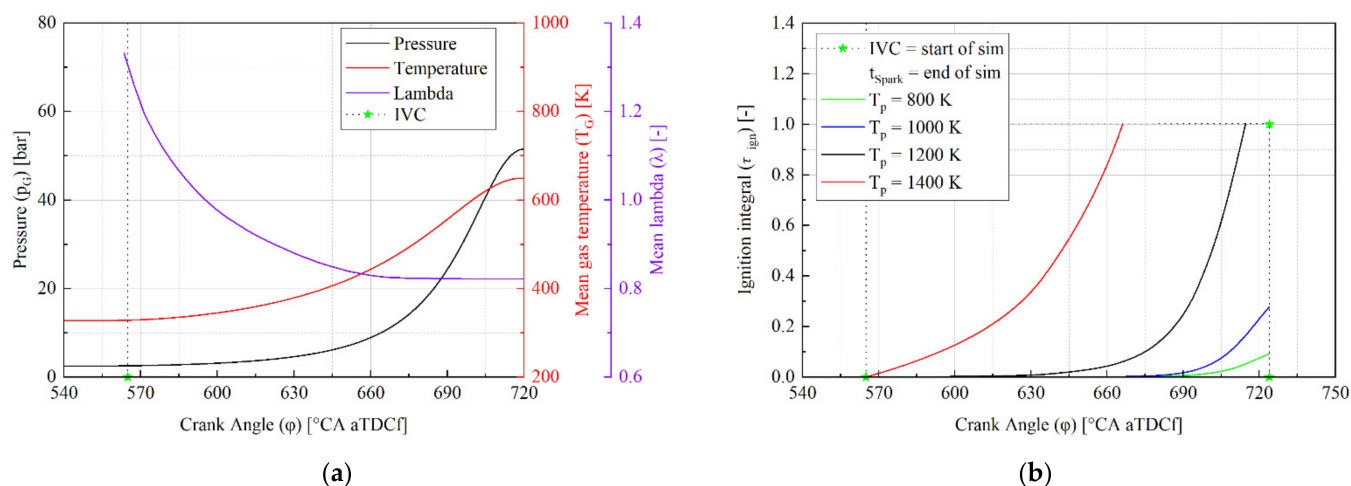 80
60
40
20
0
Pressure (p_G) [bar]
540 570 600 630 660 690 720
Crank Angle (φ) [°CA aTDCf]
Pressure
Temperature
Lambda
IVC
1000
800
600
400
200
Mean gas temperature (T_G) [K]
1.4
1.2
1.0
0.8
0.6
Mean lambda (λ) [-]
(a)
1.4
1.2
1.0
0.8
0.6
0.4
0.2
0.0
Ignition integral (τ_ign) [-]
IVC = start of sim
t_Spark = end of sim
T_p = 800 K
T_p = 1000 K
T_p = 1200 K
T_p = 1400 K
540 570 600 630 660 690 720 750
Crank Angle (φ) [°CA aTDCf]
(b)